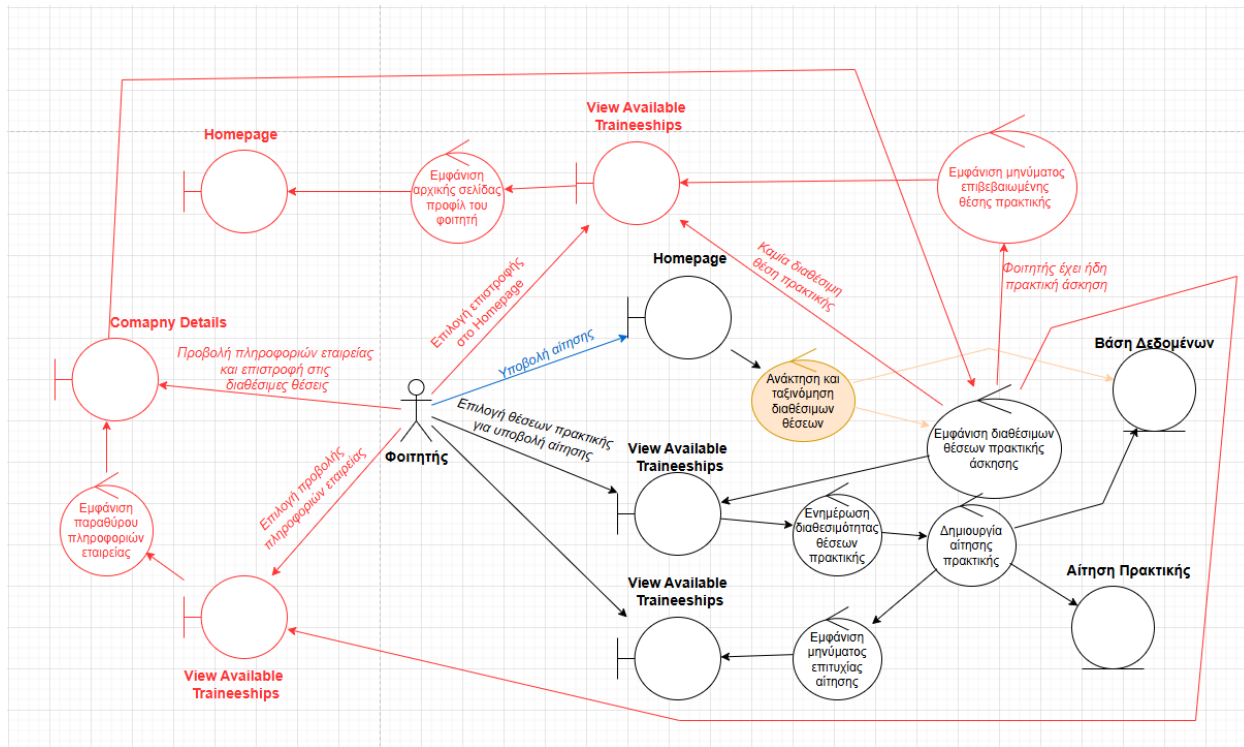 View Available
Traineeships
Homepage
Εμφάνιση
αρχικής σελίδας
προφίλ του
φοιτητή
Εμφάνιση μηνύματος
επιβεβαιωμένης
θέσης πρακτικής
Καμία διαθέσιμη
θέση πρακτικής
Φοιτητής έχει ήδη
πρακτική άσκηση
Επιλογή επιστροφής
στο Homepage
Homepage
Comapny Details
Προβολή πληροφοριών εταιρείας
και επιστροφή στις
διαθέσιμες θέσεις
Υποβολή αίτησης
Βάση Δεδομένων
Ανάκτηση και
ταξινόμηση
διαθέσιμων
θέσεων
Επιλογή θέσεων πρακτικής
για υποβολή αίτησης
Φοιτητής
Εμφάνιση διαθέσιμων
θέσεων πρακτικής
άσκησης
View Available
Traineeships
Επιλογή προβολής
πληροφοριών εταιρείας
Εμφάνιση
παραθύρου
πληροφοριών
εταιρείας
Ενημέρωση
διαθεσιμότητας
θέσεων
πρακτικής
Δημιουργία
αίτησης
πρακτικής
Αίτηση Πρακτικής
View Available
Traineeships
Εμφάνιση
μηνύματος
επιτυχίας
αίτησης
View Available
Traineeships